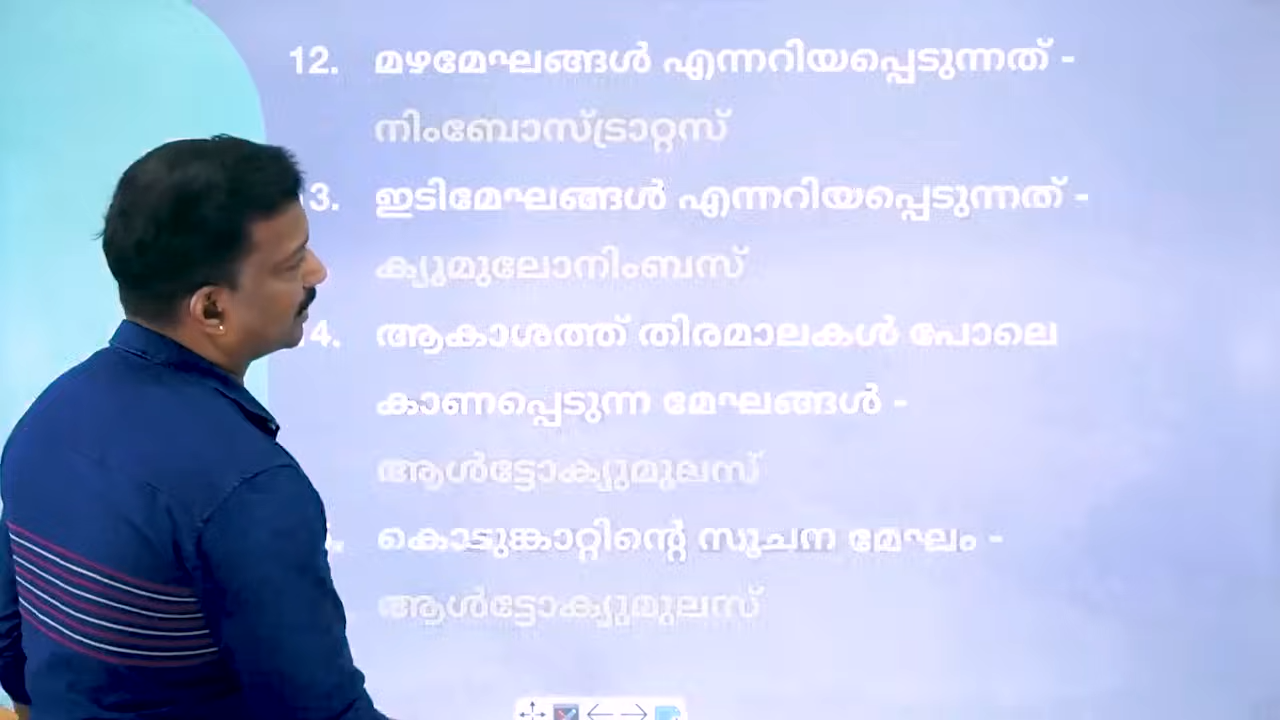 12. മഴമേഘങ്ങൾ എന്നറിയപ്പെടുന്നത് -
നിംബോസ്ട്രാറ്റസ്
3. ഇടിമേഘങ്ങൾ എന്നറിയപ്പെടുന്നത് -
ക്യുമുലോനിംബസ്
4. ആകാശത്ത് തിരമാലകൾ പോലെ
കാണപ്പെടുന്ന മേഘങ്ങൾ -
ആൾട്ടോക്യുമുലസ്
കൊടുങ്കാറ്റിന്റെ സൂചന മേഘം -
ആൾട്ടോക്യുമുലസ്